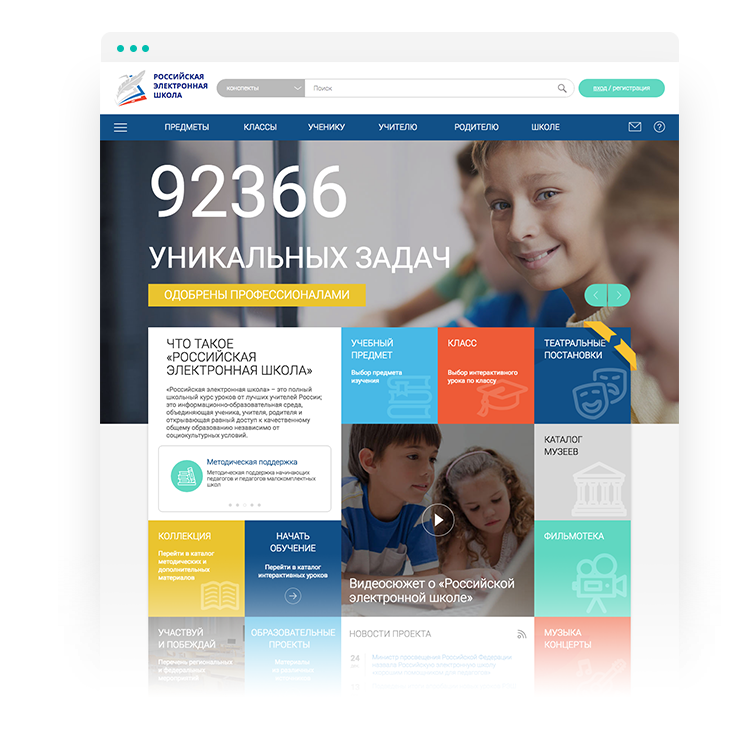 РОССИЙСКАЯ
ЭЛЕКТРОННАЯ
ШКОЛА
конспекты
Поиск
вход / регистрация
ПРЕДМЕТЫ
КЛАССЫ
УЧЕНИКУ
УЧИТЕЛЮ
РОДИТЕЛЮ
ШКОЛЕ
92366
УНИКАЛЬНЫХ ЗАДАЧ
ОДОБРЕНЫ ПРОФЕССИОНАЛАМИ
ЧТО ТАКОЕ
«РОССИЙСКАЯ
ЭЛЕКТРОННАЯ ШКОЛА»
«Российская электронная школа» – это полный
школьный курс уроков от лучших учителей России;
это информационно-образовательная среда,
объединяющая ученика, учителя, родителя и
открывающая равный доступ к качественному
общему образованию независимо от
социокультурных условий.
Методическая поддержка
Методическая поддержка начинающих
педагогов и педагогов малокомплектных
школ
УЧЕБНЫЙ
ПРЕДМЕТ
Выбор предмета
изучения
КЛАСС
Выбор интерактивного
урока по классу
ТЕАТРАЛЬНЫЕ
ПОСТАНОВКИ
КАТАЛОГ
МУЗЕЕВ
Видеосюжет о «Российской
электронной школе»
КОЛЛЕКЦИЯ
Перейти в каталог
методических и
дополнительных
материалов
НАЧАТЬ
ОБУЧЕНИЕ
Перейти в каталог
интерактивных уроков
ФИЛЬМОТЕКА
УЧАСТВУЙ
И ПОБЕЖДАЙ
Перечень региональных
и федеральных
мероприятий
ОБРАЗОВАТЕЛЬНЫЕ
ПРОЕКТЫ
Материалы
НОВОСТИ ПРОЕКТА
24
Министр просвещения Российской Федерации
назвала Российскую электронную школу
МУЗЫКА
КОНЦЕРТЫ